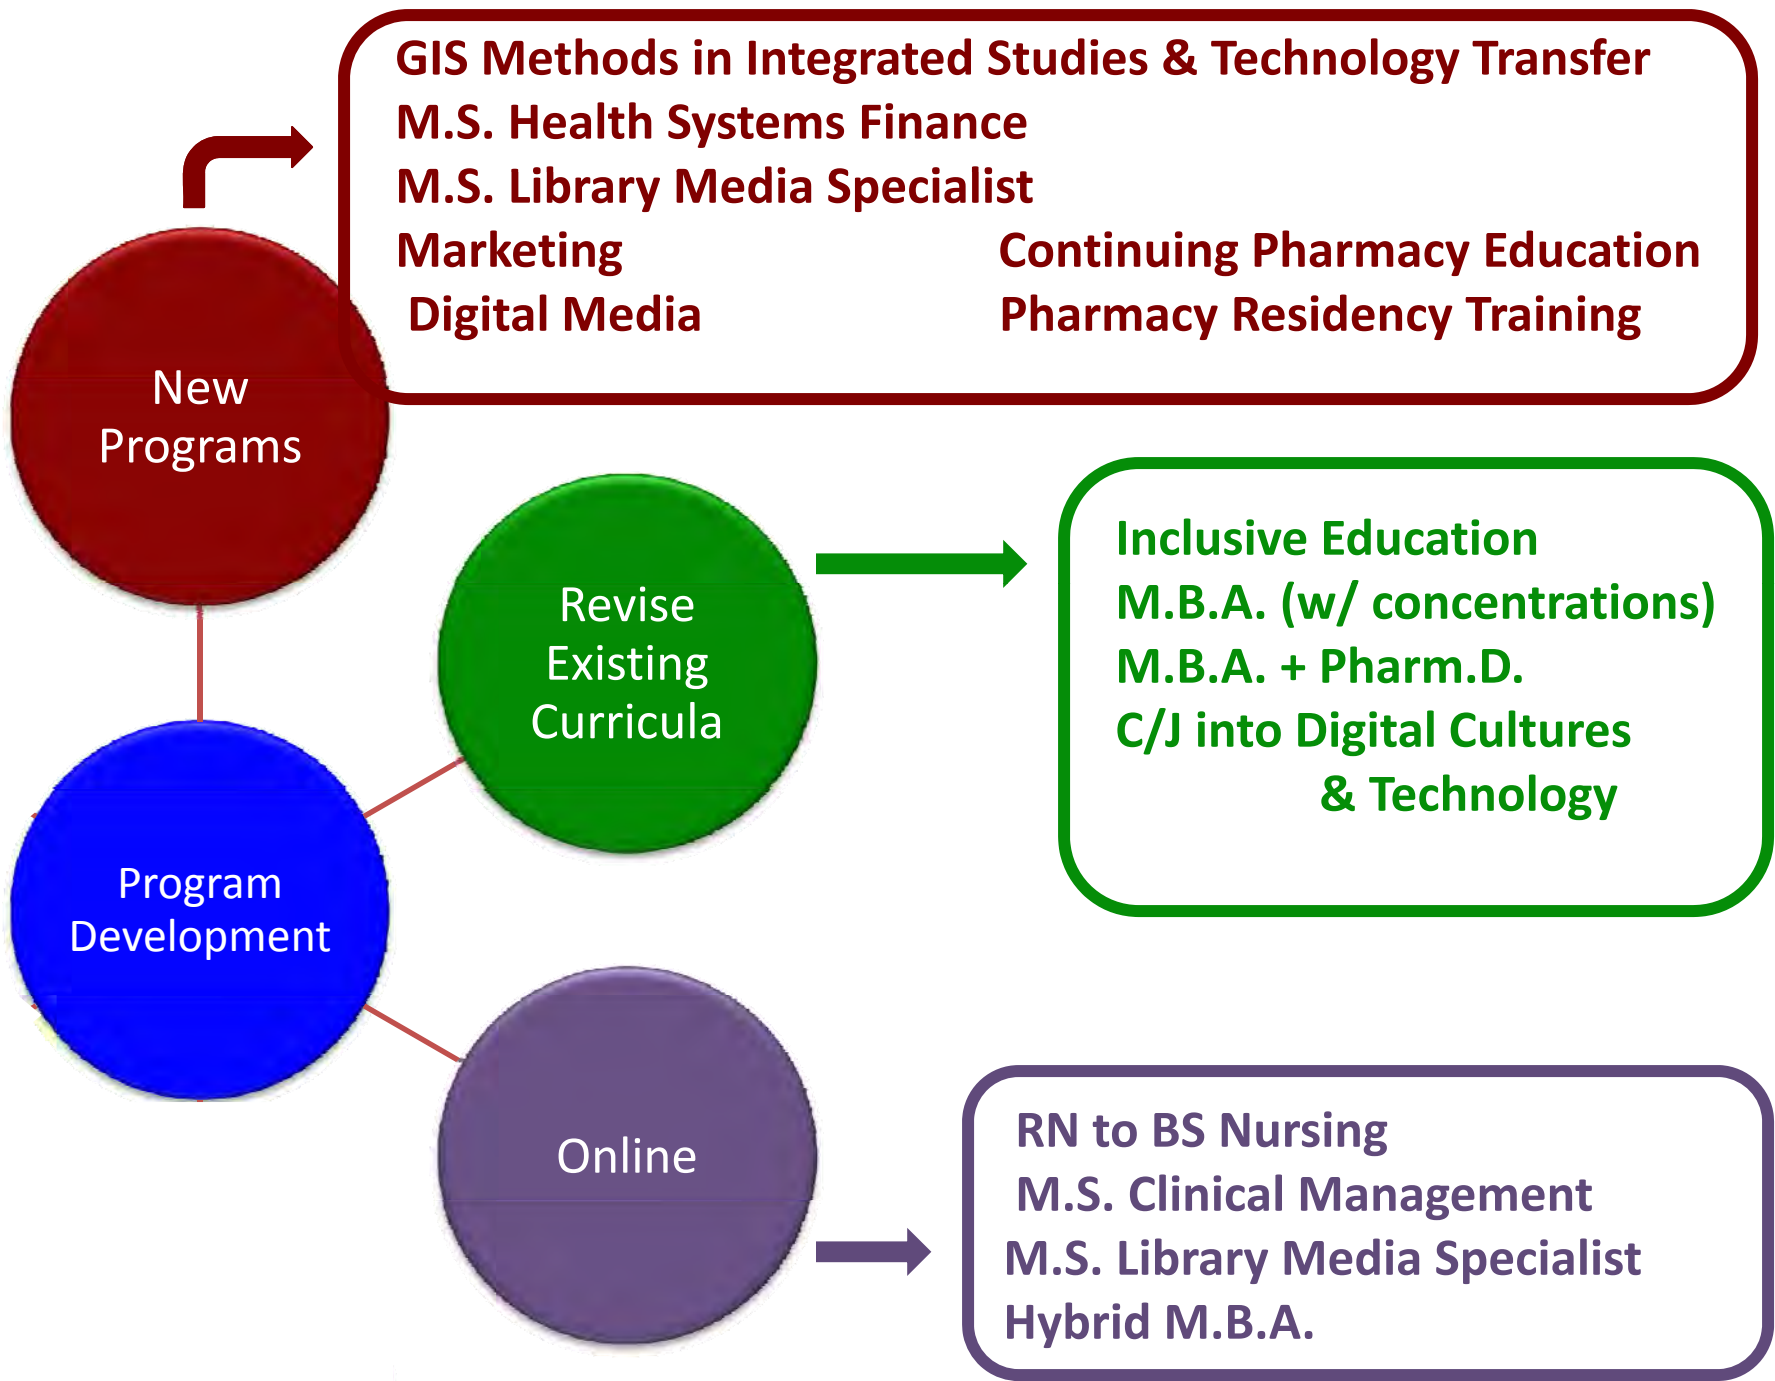 GIS Methods in Integrated Studies & Technology Transfer
M.S. Health Systems Finance
M.S. Library Media Specialist
Marketing Continuing Pharmacy Education
Digital Media Pharmacy Residency Training
New
Programs
Revise
Existing
Curricula
Inclusive Education
M.B.A. (w/ concentrations)
M.B.A. + Pharm.D.
C/J into Digital Cultures
& Technology
Program
Development
Online
RN to BS Nursing
M.S. Clinical Management
M.S. Library Media Specialist
Hybrid M.B.A.